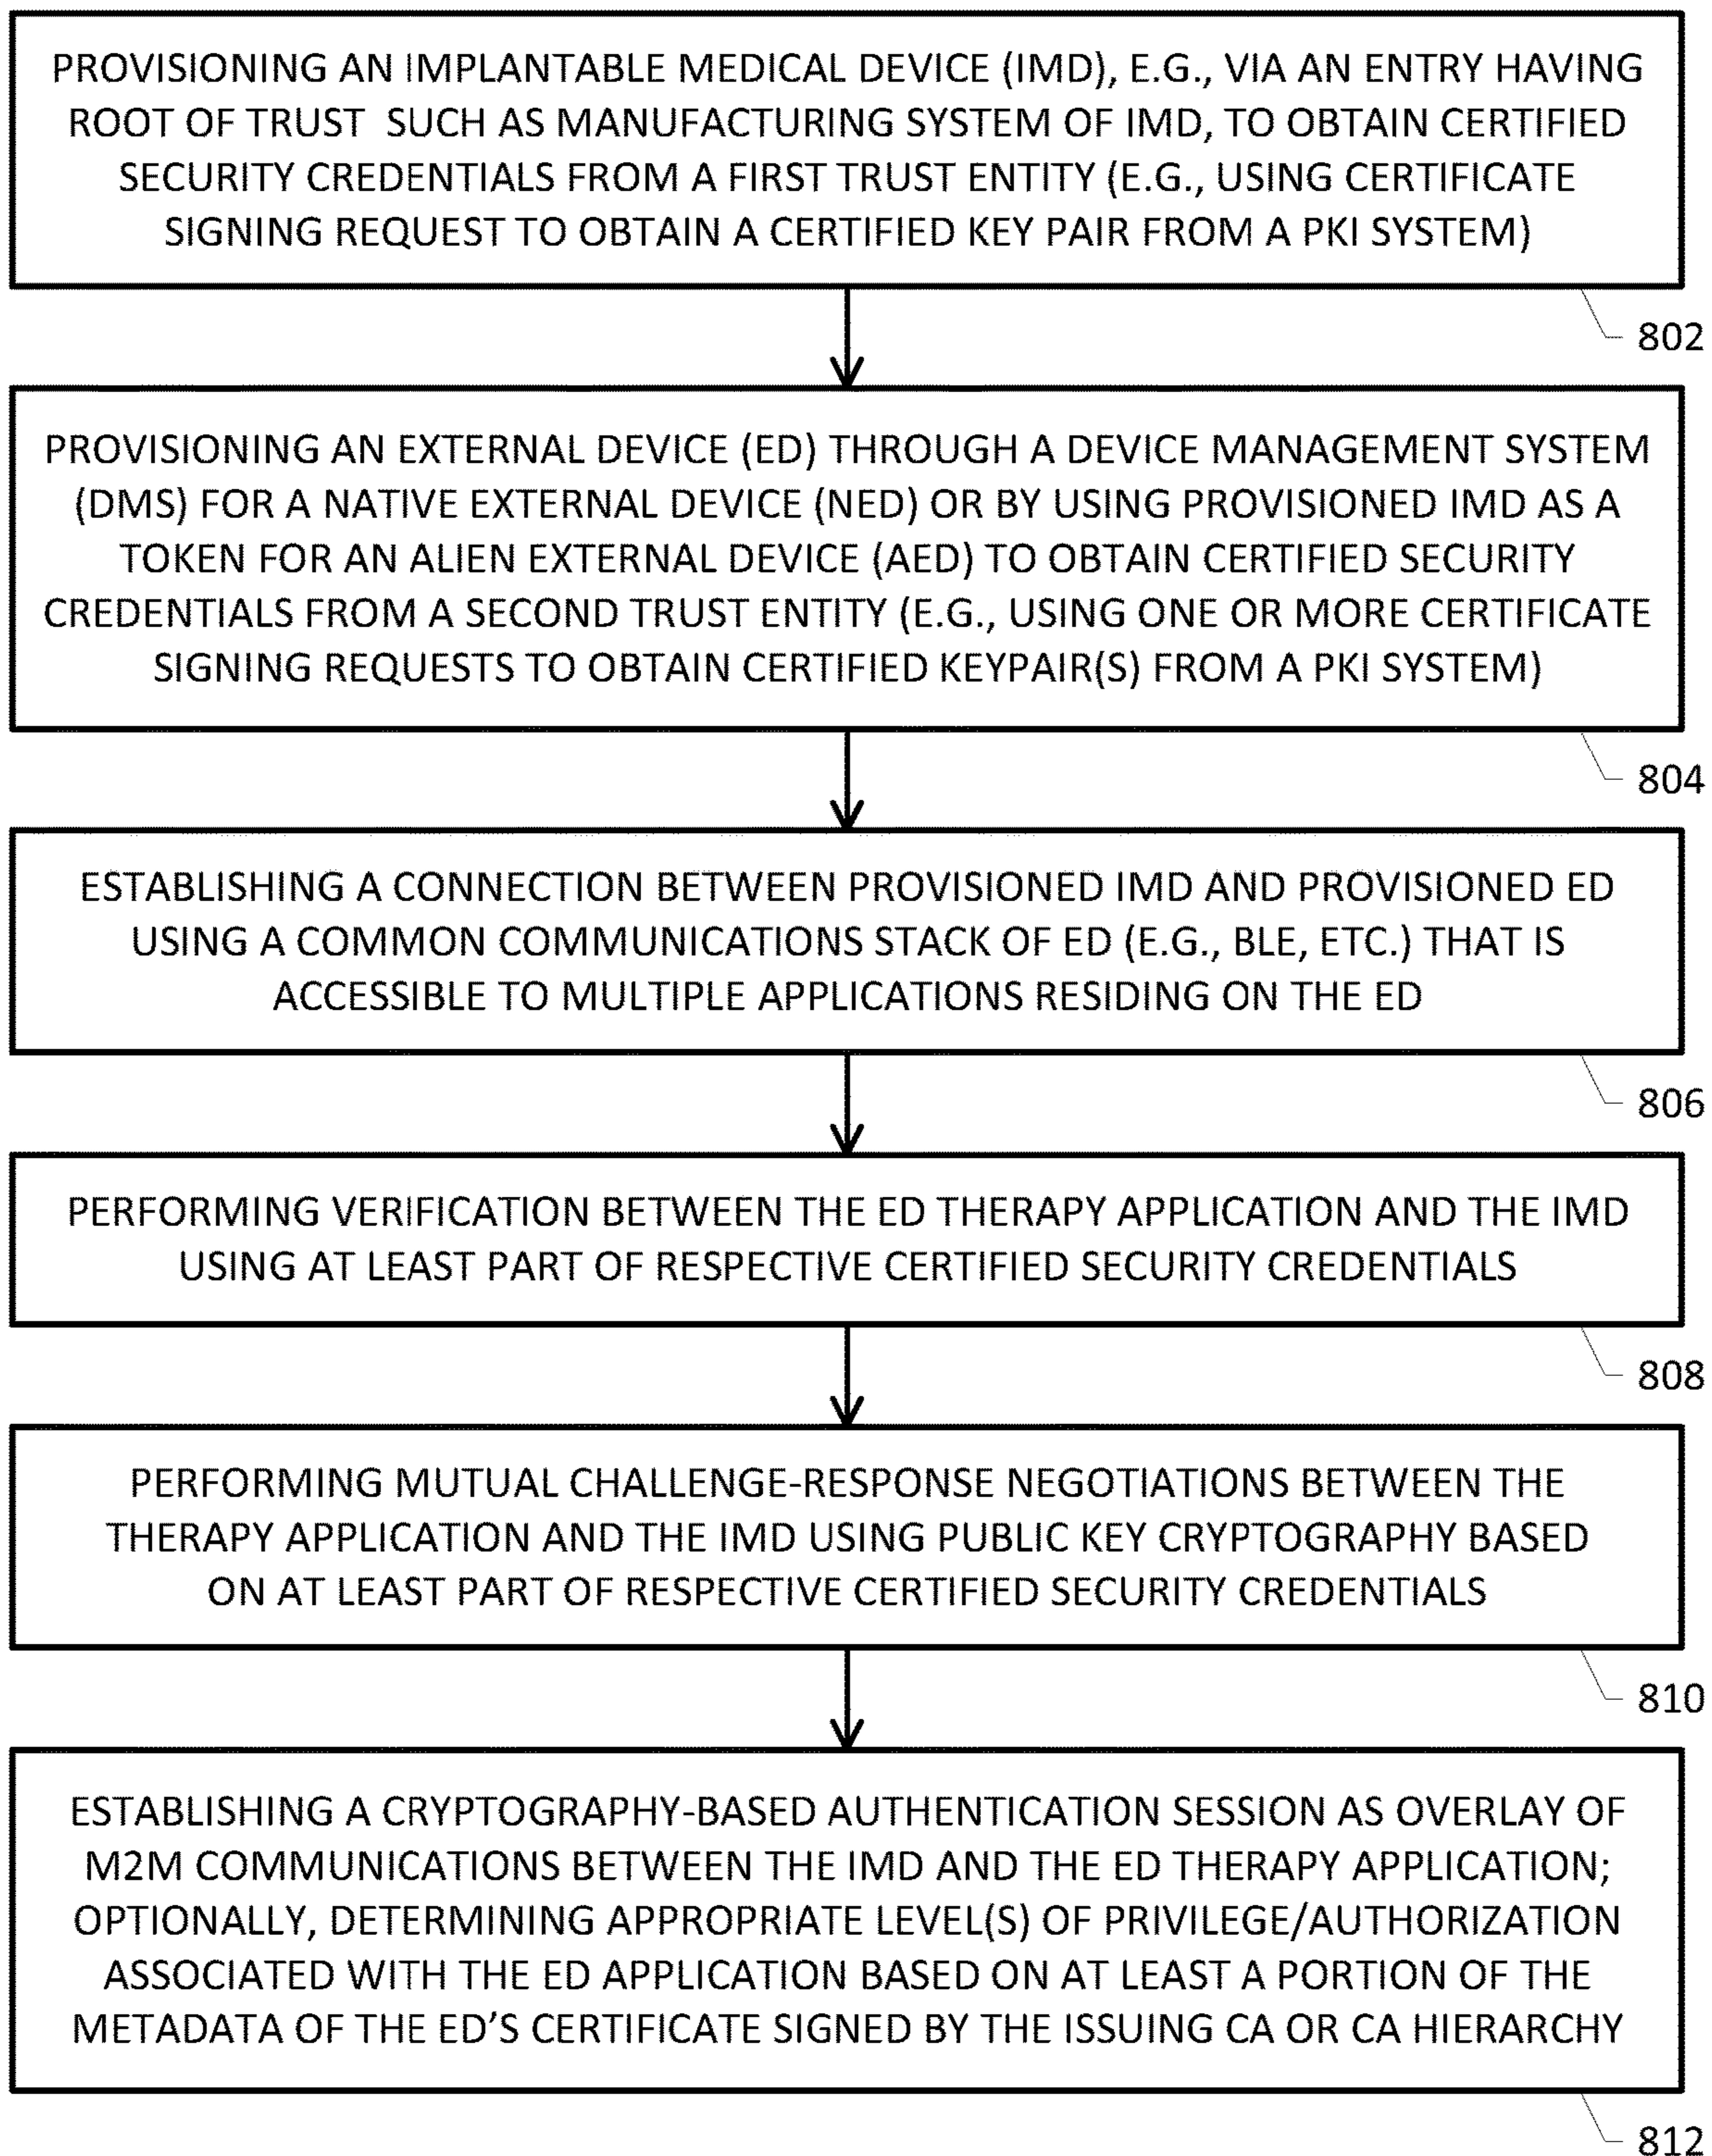 PROVISIONING AN IMPLANTABLE MEDICAL DEVICE (IMD), E.G., VIA AN ENTRY HAVING
ROOT OF TRUST SUCH AS MANUFACTURING SYSTEM OF IMD, TO OBTAIN CERTIFIED
SECURITY CREDENTIALS FROM A FIRST TRUST ENTITY (E.G., USING CERTIFICATE
SIGNING REQUEST TO OBTAIN A CERTIFIED KEY PAIR FROM A PKI SYSTEM)
802
PROVISIONING AN EXTERNAL DEVICE (ED) THROUGH A DEVICE MANAGEMENT SYSTEM
(DMS) FOR A NATIVE EXTERNAL DEVICE (NED) OR BY USING PROVISIONED IMD AS A
TOKEN FOR AN ALIEN EXTERNAL DEVICE (AED) TO OBTAIN CERTIFIED SECURITY
CREDENTIALS FROM A SECOND TRUST ENTITY (E.G., USING ONE OR MORE CERTIFICATE
SIGNING REQUESTS TO OBTAIN CERTIFIED KEYPAIR(S) FROM A PKI SYSTEM)
804
ESTABLISHING A CONNECTION BETWEEN PROVISIONED IMD AND PROVISIONED ED
USING A COMMON COMMUNICATIONS STACK OF ED (E.G., BLE, ETC.) THAT IS
ACCESSIBLE TO MULTIPLE APPLICATIONS RESIDING ON THE ED
806
PERFORMING VERIFICATION BETWEEN THE ED THERAPY APPLICATION AND THE IMD
USING AT LEAST PART OF RESPECTIVE CERTIFIED SECURITY CREDENTIALS
808
PERFORMING MUTUAL CHALLENGE-RESPONSE NEGOTIATIONS BETWEEN THE
THERAPY APPLICATION AND THE IMD USING PUBLIC KEY CRYPTOGRAPHY BASED
ON AT LEAST PART OF RESPECTIVE CERTIFIED SECURITY CREDENTIALS
810
ESTABLISHING A CRYPTOGRAPHY-BASED AUTHENTICATION SESSION AS OVERLAY OF
M2M COMMUNICATIONS BETWEEN THE IMD AND THE ED THERAPY APPLICATION;
OPTIONALLY, DETERMINING APPROPRIATE LEVEL(S) OF PRIVILEGE/AUTHORIZATION
ASSOCIATED WITH THE ED APPLICATION BASED ON AT LEAST A PORTION OF THE
METADATA OF THE ED'S CERTIFICATE SIGNED BY THE ISSUING CA OR CA HIERARCHY
812